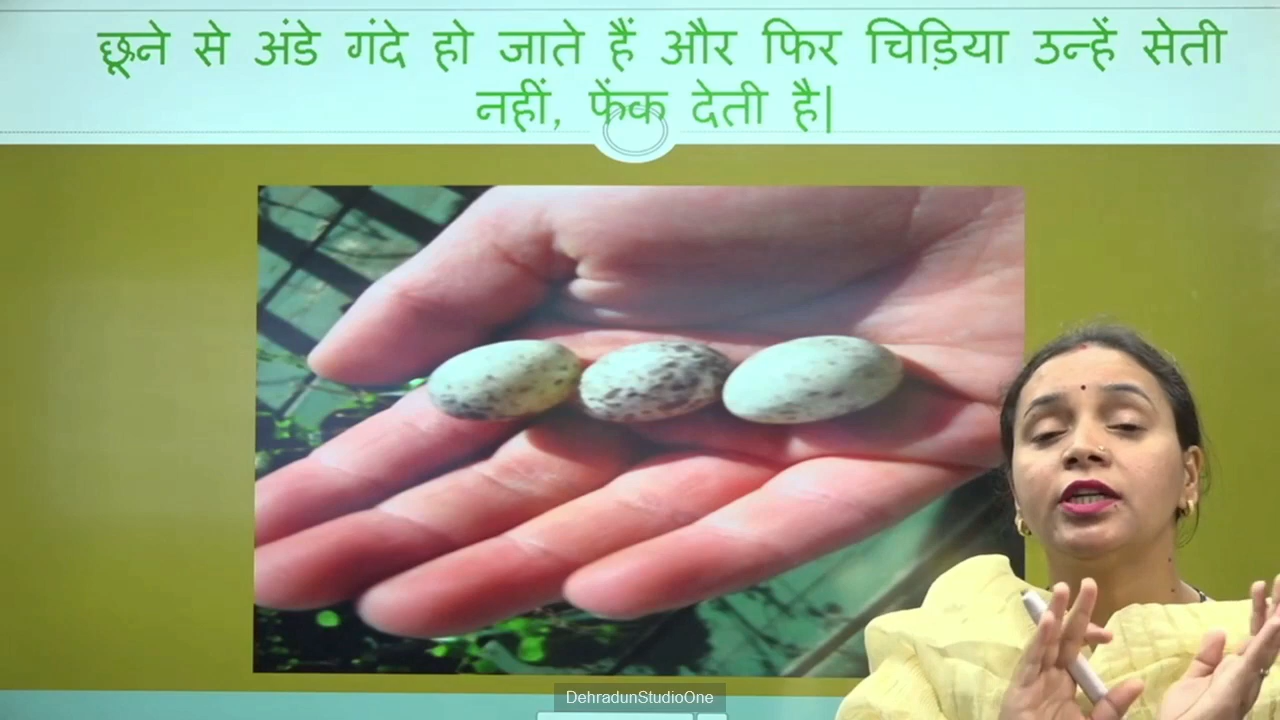 छूने से अंडे गंदे हो जाते हैं और फिर चिड़िया उन्हें सेती
नहीं, फेंक देती है|
DehradunStudioOne